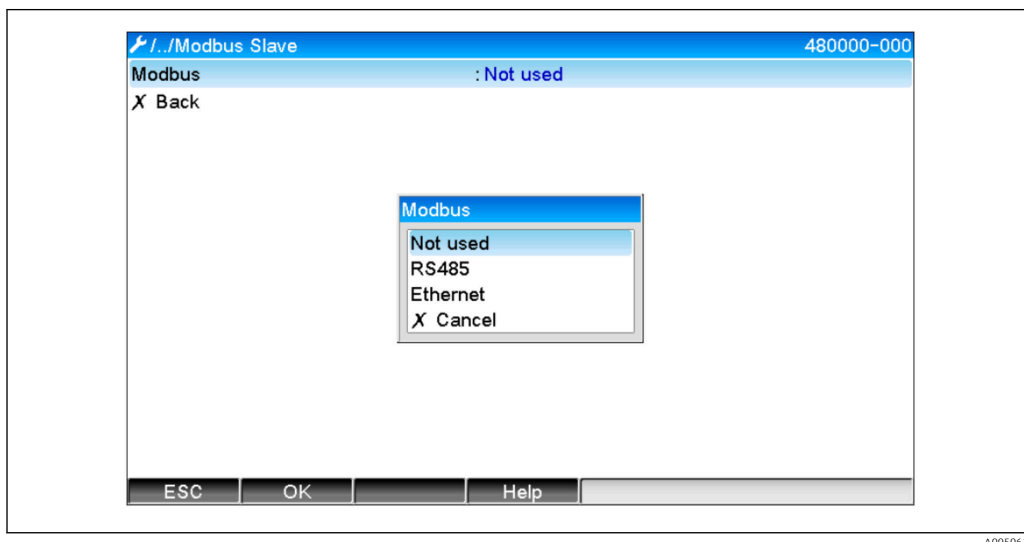 /../Modbus Slave 480000-000
Modbus : Not used
X Back
Modbus
Not used
RS485
Ethernet
X Cancel
ESC OK Help